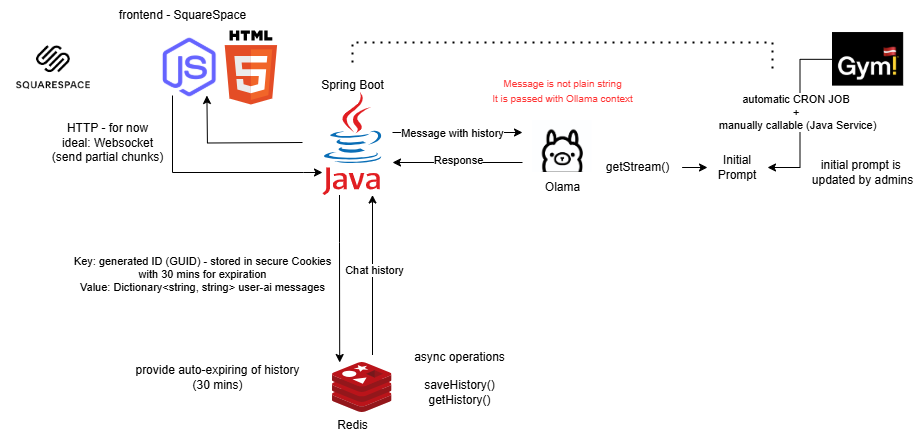 frontend - SquareSpace
HTML
5
JS
SQUARESPACE
Spring Boot
Java
HTTP - for now
ideal: Websocket
(send partial chunks)
Message is not plain string
It is passed with Ollama context
Message with history
Response
Olama
getStream()
Initial
Prompt
Gym!
automatic CRON JOB
+
manually callable (Java Service)
initial prompt is
updated by admins
Key: generated ID (GUID) - stored in secure Cookies
with 30 mins for expiration
Value: Dictionary<string, string> user-ai messages
Chat history
provide auto-expiring of history
(30 mins)
Redis
async operations
saveHistory()
getHistory()